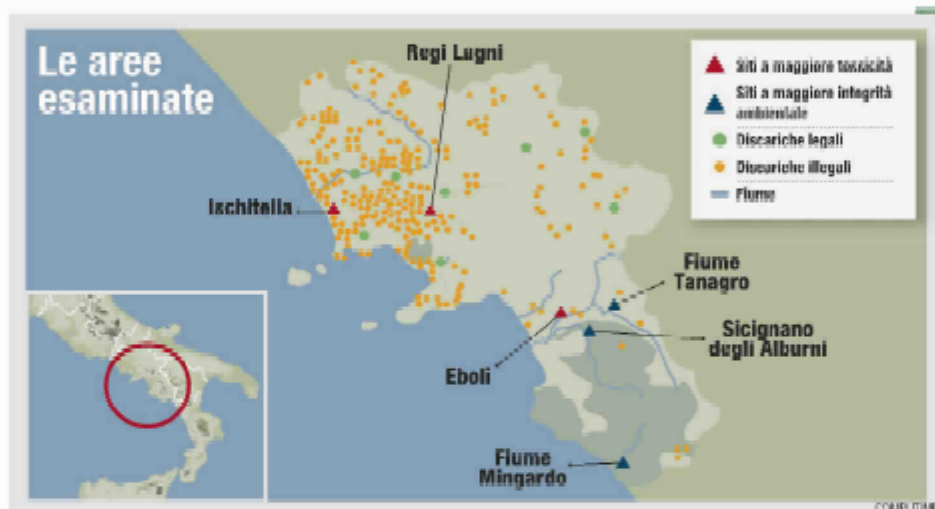 Le aree
esaminate
Regi Lagni
Ischitella
Siti a maggiore tossicità
Siti a maggiore integrità
ambientale
Discariche legali
Discariche illegali
Fiume
Fiume
Tanagro
Sicignano
degli Alburni
Eboli
Fiume
Mingardo